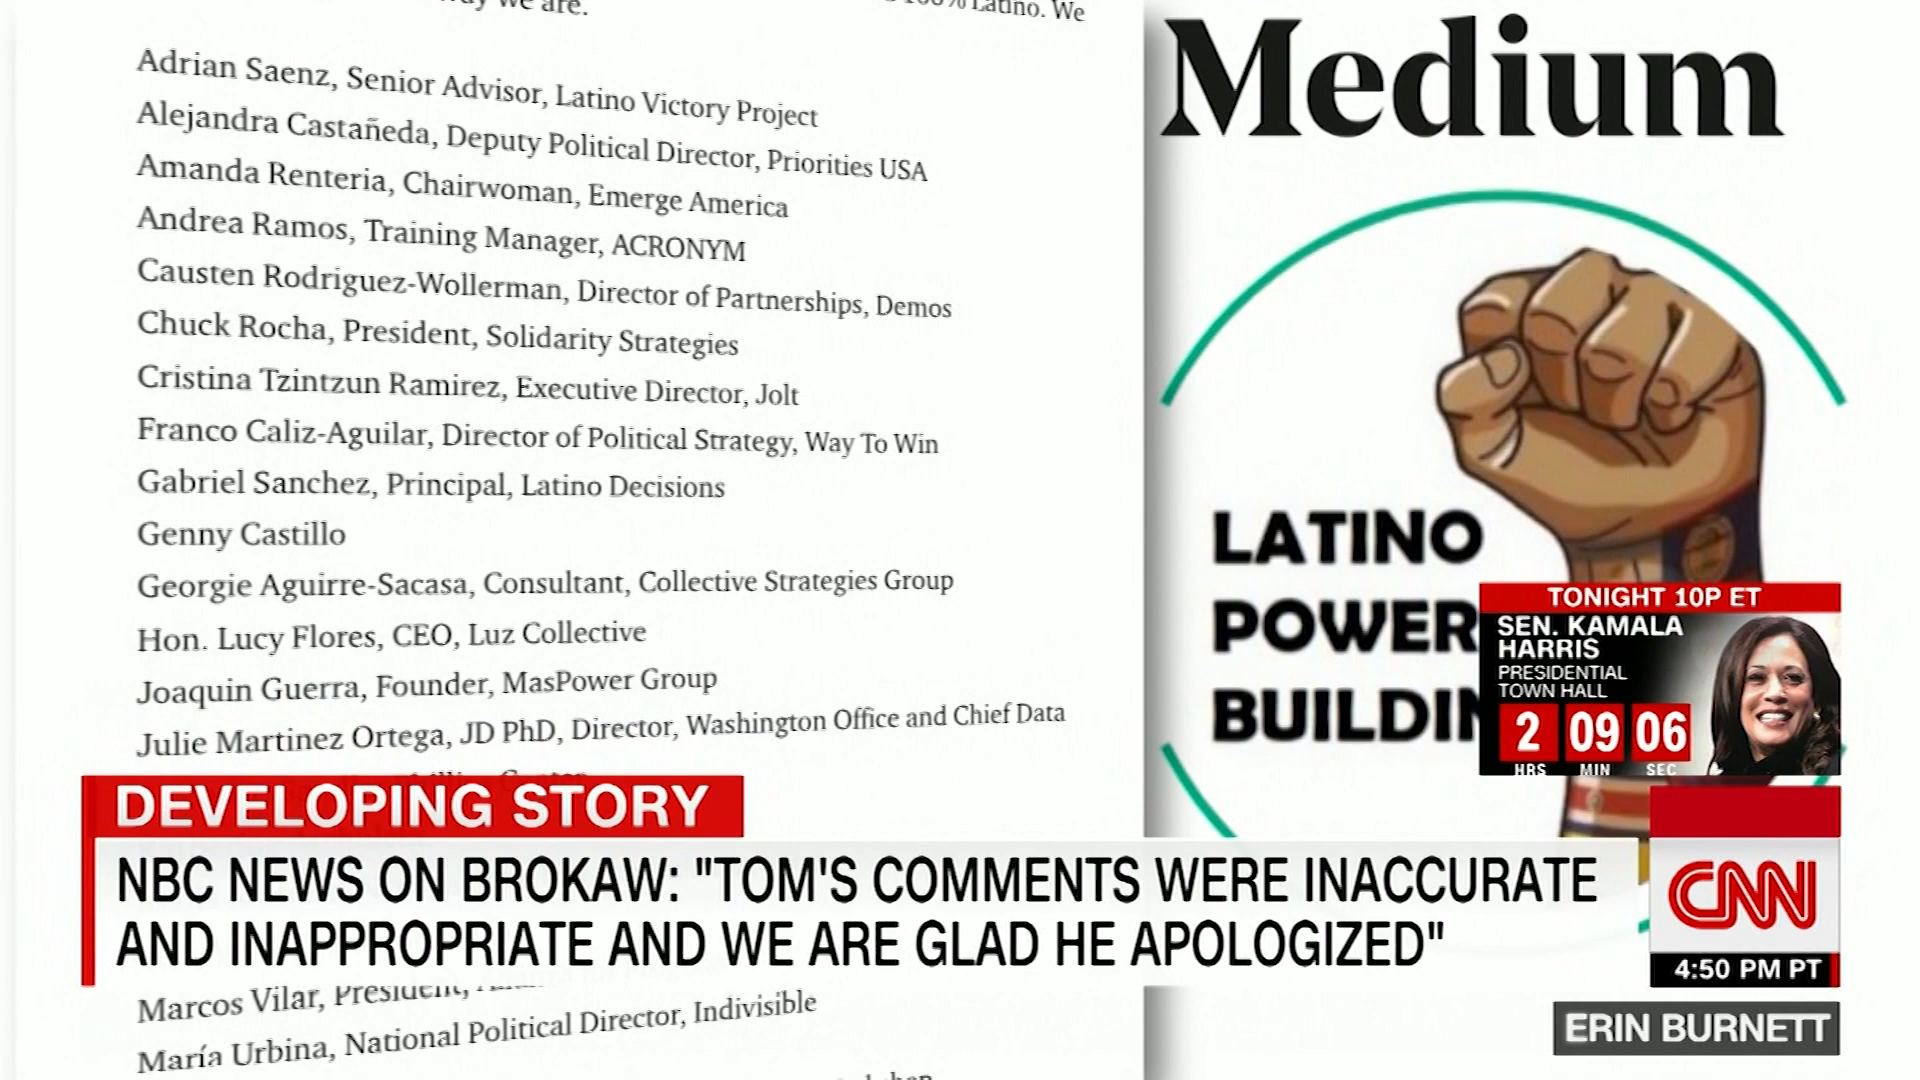 way we are.
100% Latino. We
Adrian Saenz, Senior Advisor, Latino Victory Project
Alejandra Castañeda, Deputy Political Director, Priorities USA
Amanda Renteria, Chairwoman, Emerge America
Andrea Ramos, Training Manager, ACRONYM
Causten Rodriguez-Wollerman, Director of Partnerships, Demos
Chuck Rocha, President, Solidarity Strategies
Cristina Tzintzun Ramirez, Executive Director, Jolt
Franco Caliz-Aguilar, Director of Political Strategy, Way To Win
Gabriel Sanchez, Principal, Latino Decisions
Genny Castillo
Georgie Aguirre-Sacasa, Consultant, Collective Strategies Group
Hon. Lucy Flores, CEO, Luz Collective
Joaquin Guerra, Founder, MasPower Group
Julie Martinez Ortega, JD PhD, Director, Washington Office and Chief Data
Marcos Vilar, President,
María Urbina, National Political Director, Indivisible
Medium
LATINO
POWER
BUILDIN
TONIGHT 10P ET
SEN. KAMALA
HARRIS
PRESIDENTIAL
TOWN HALL
2 09 06
HRS MIN SEC
DEVELOPING STORY
NBC NEWS ON BROKAW: "TOM'S COMMENTS WERE INACCURATE
AND INAPPROPRIATE AND WE ARE GLAD HE APOLOGIZED"
CNN
4:50 PM PT
ERIN BURNETT